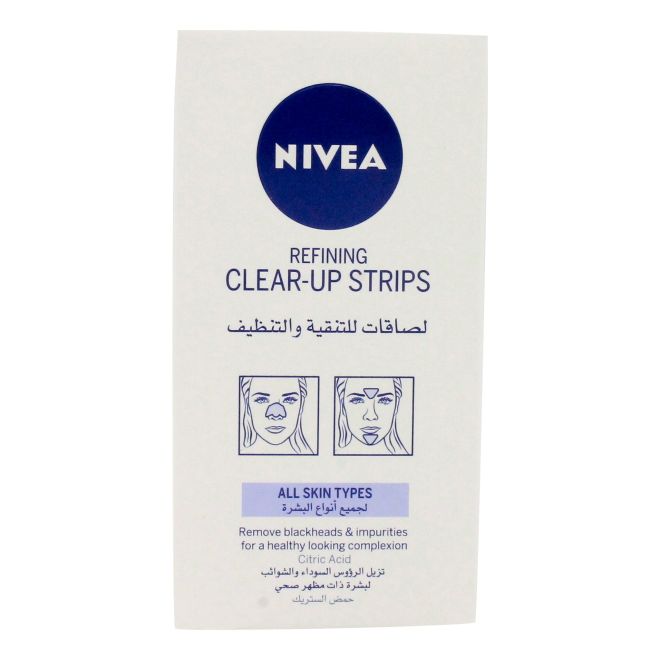 NIVEA
REFINING
CLEAR-UP STRIPS
لصاقات للتنقية والتنظيف
ALL SKIN TYPES
لجميع أنواع البشرة
Remove blackheads & impurities
for a healthy looking complexion
Citric Acid
تزيل الرؤوس السوداء والشوائب
لبشرة ذات مظهر صحي
حمض الستريك